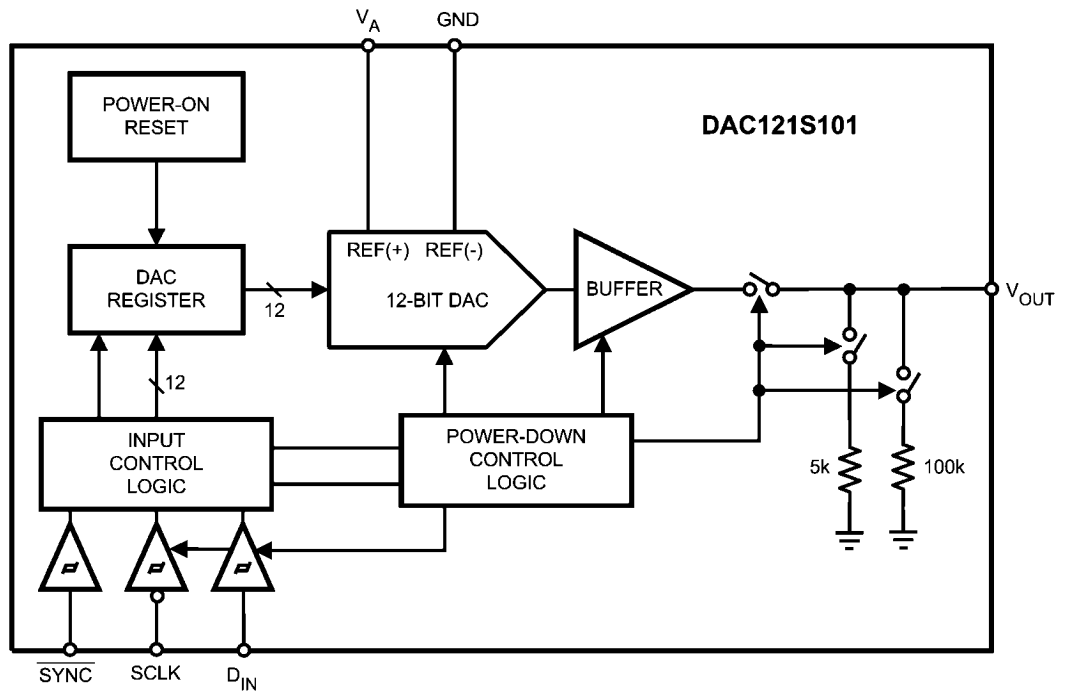 V_A GND
POWER-ON
RESET
DAC121S101
REF(+) REF(-)
DAC
REGISTER
12
12-BIT DAC
BUFFER
V_OUT
12
INPUT
CONTROL
LOGIC
POWER-DOWN
CONTROL
LOGIC
5k
100k
SYNC SCLK D_IN